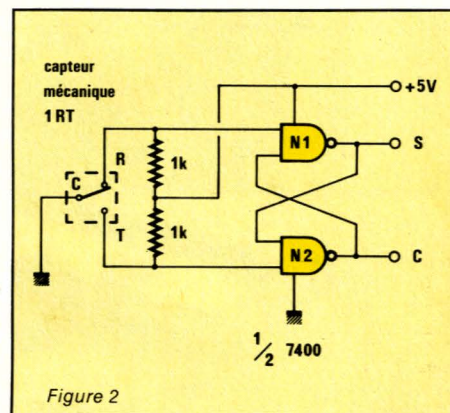 capteur
mécanique
1 RT
+5V
N1
S
R
1k
C
1k
T
N2
C
1/2 7400
Figure 2